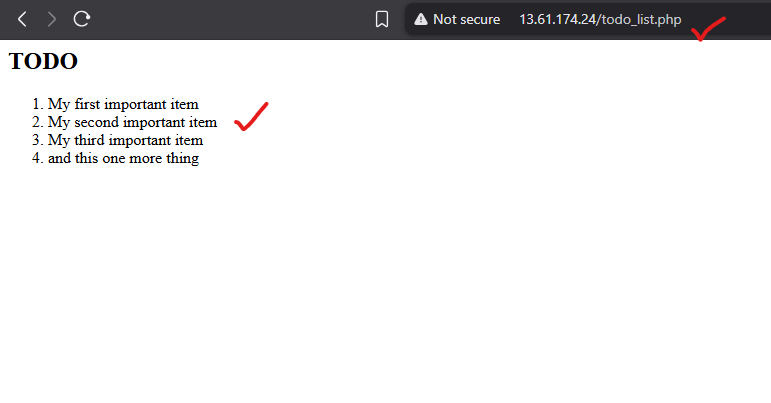 Not secure 13.61.174.24/todo_list.php
TODO
1. My first important item
2. My second important item
3. My third important item
4. and this one more thing